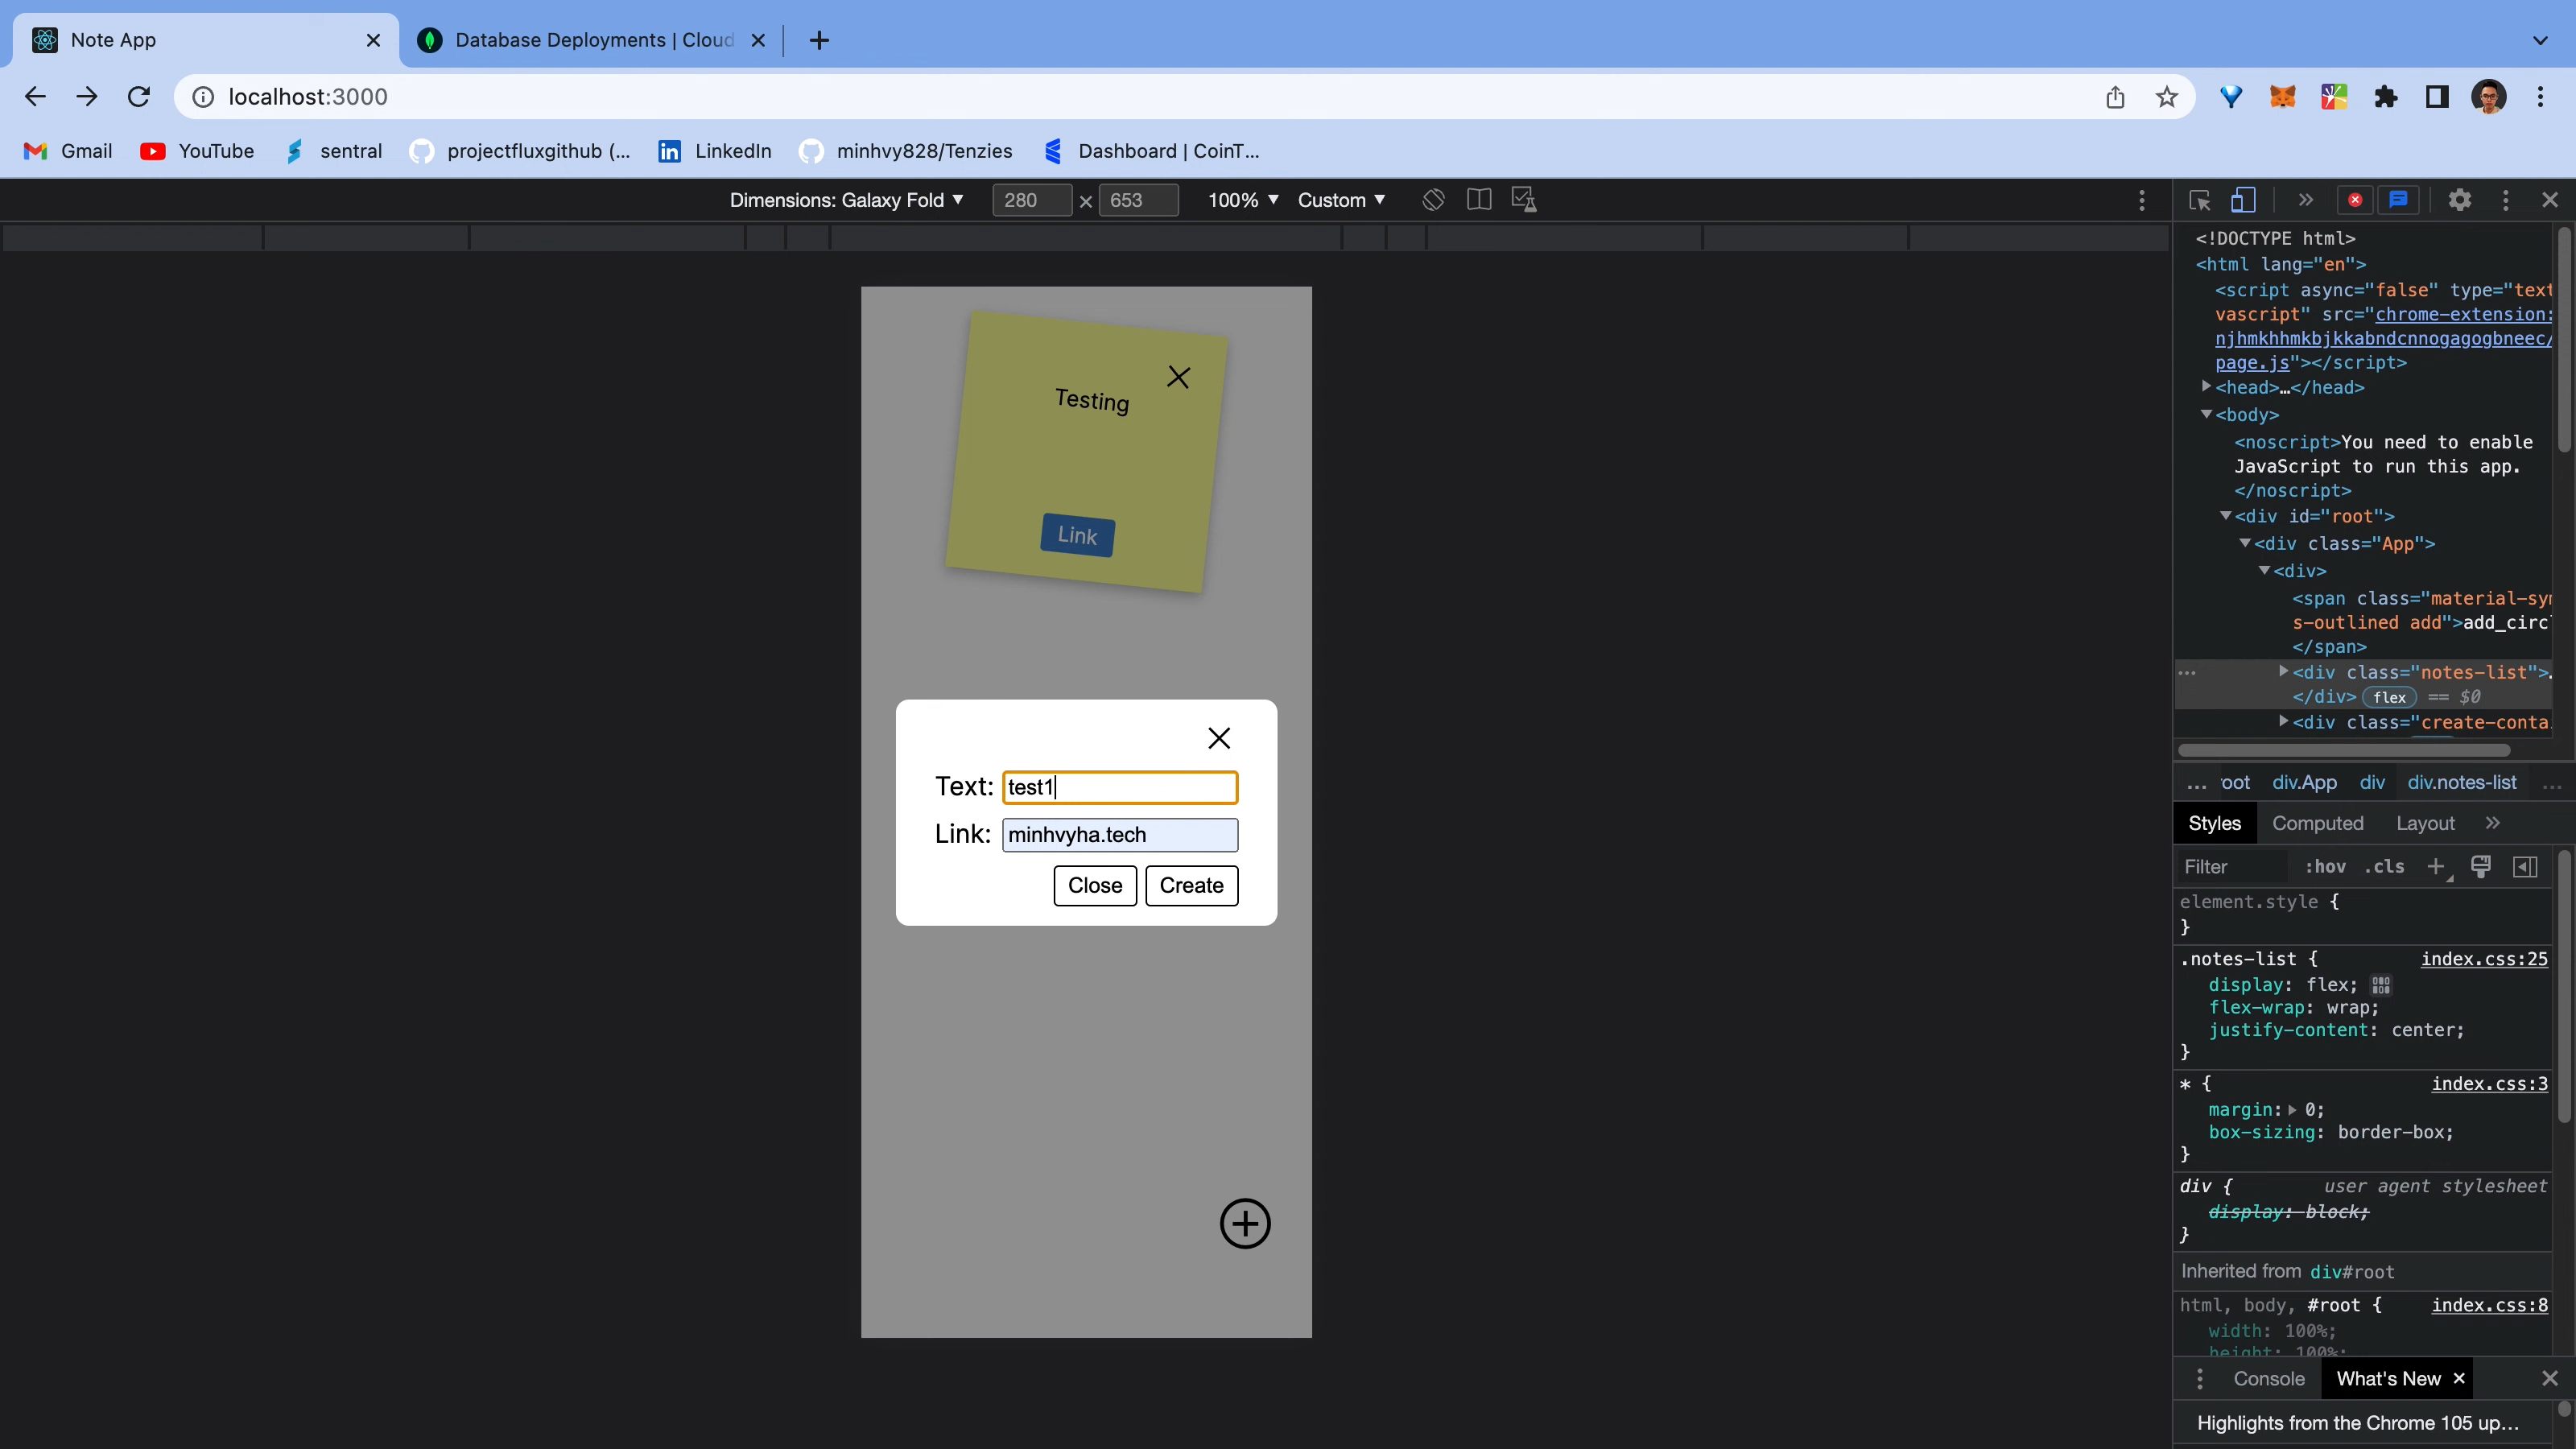 Note App
Database Deployments | Cloud
localhost:3000
Gmail
YouTube
sentral
projectfluxgithub (...
LinkedIn
minhvy828/Tenzies
Dashboard | CoinT...
Dimensions: Galaxy Fold ▼
280 × 653
100% ▼
Custom ▼
Testing
Link
Text: test1
Link: minhvyha.tech
Close
Create
<!DOCTYPE html>
<html lang="en">
<script async="false" type="text
vascript" src="chrome-extension:
njhmkhhmkbjkkabndcnnogagogbneec/
page.js"></script>
<head>…</head>
<body>
<noscript>You need to enable
JavaScript to run this app.
</noscript>
<div id="root">
<div class="App">
<div>
<span class="material-sym
s-outlined add">add_circ
</span>
<div class="notes-list">
</div> flex == $0
<div class="create-conta
... root div.App div div.notes-list ...
Styles
Computed
Layout
Filter
:hov .cls
element.style {
}
.notes-list { index.css:25
display: flex;
flex-wrap: wrap;
justify-content: center;
}
* { index.css:3
margin: 0;
box-sizing: border-box;
}
div { user agent stylesheet
display: block;
}
Inherited from div#root
html, body, #root { index.css:8
width: 100%;
height: 100%;
Console
What's New
Highlights from the Chrome 105 up...